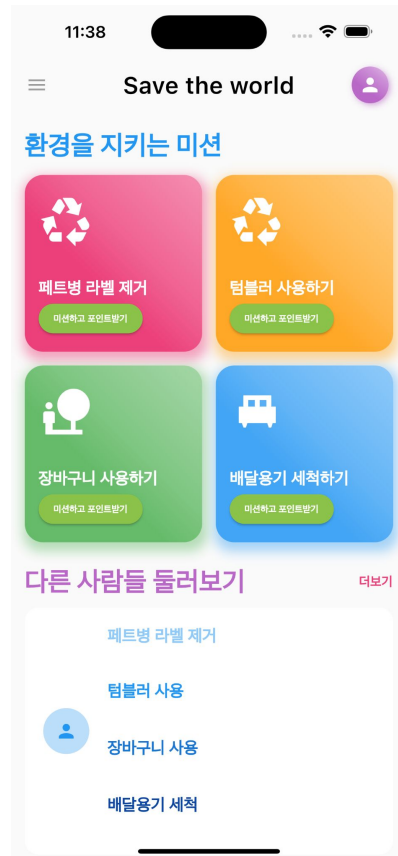 11:38
Save the world
환경을 지키는 미션
페트병 라벨 제거
미션하고 포인트받기
텀블러 사용하기
미션하고 포인트받기
장바구니 사용하기
미션하고 포인트받기
배달용기 세척하기
미션하고 포인트받기
다른 사람들 둘러보기
더보기
페트병 라벨 제거
텀블러 사용
장바구니 사용
배달용기 세척